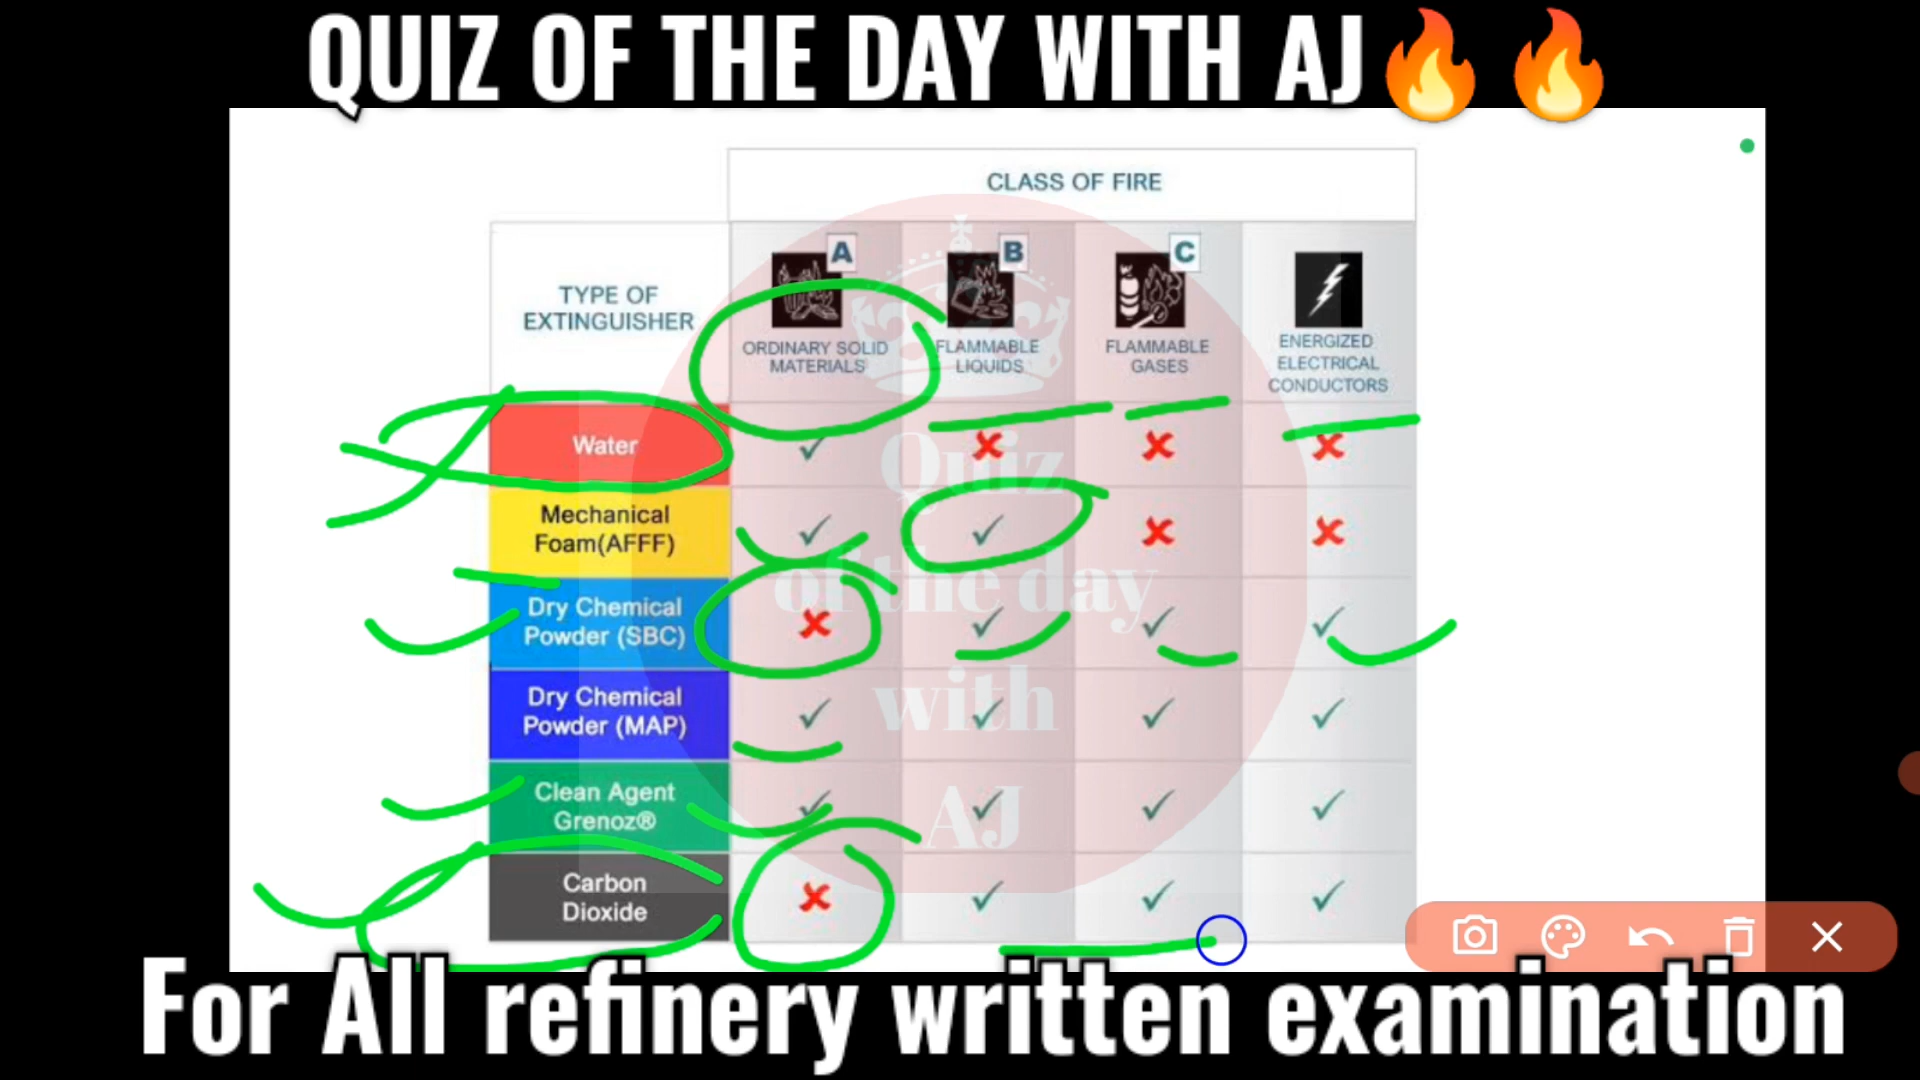 QUIZ OF THE DAY WITH AJ🔥 🔥
CLASS OF FIRE
TYPE OF
EXTINGUISHER
A
ORDINARY SOLID
MATERIALS
B
FLAMMABLE
LIQUIDS
C
FLAMMABLE
GASES
ENERGIZED
ELECTRICAL
CONDUCTORS
Water
✓ ✘ ✘ ✘
Mechanical
Foam(AFFF)
✓ ✓ ✘ ✘
Dry Chemical
Powder (SBC)
✘ ✓ ✓ ✓
Dry Chemical
Powder (MAP)
✓ ✓ ✓ ✓
Clean Agent
Grenoz®
✓ ✓ ✓ ✓
Carbon
Dioxide
✘ ✓ ✓ ✓
Quiz
of the day
with
AJ
For All refinery written examination